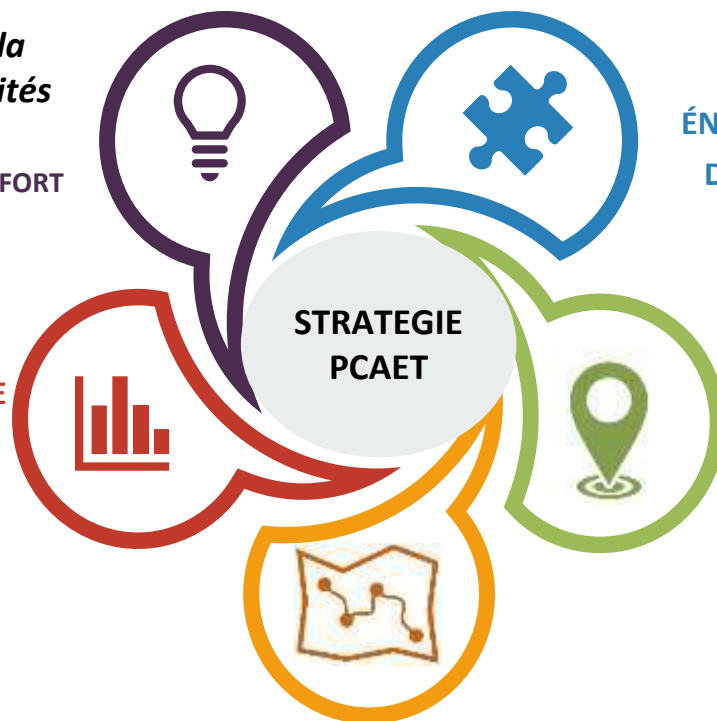 la
ités
FORT
ÉN
D
STRATEGIE
PCAET
E